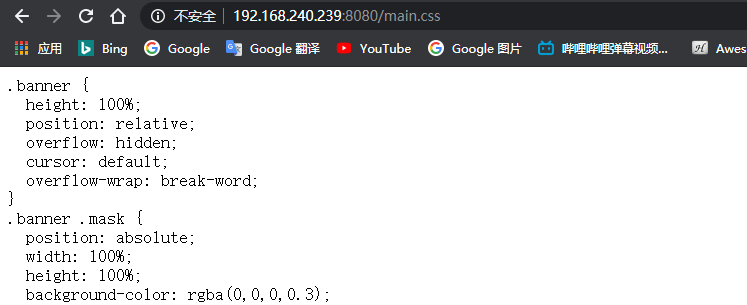 不安全 192.168.240.239:8080/main.css
应用 Bing Google Google 翻译 YouTube Google 图片 哔哩哔哩弹幕视频... Awes
.banner {
  height: 100%;
  position: relative;
  overflow: hidden;
  cursor: default;
  overflow-wrap: break-word;
}
.banner .mask {
  position: absolute;
  width: 100%;
  height: 100%;
  background-color: rgba(0,0,0,0.3);